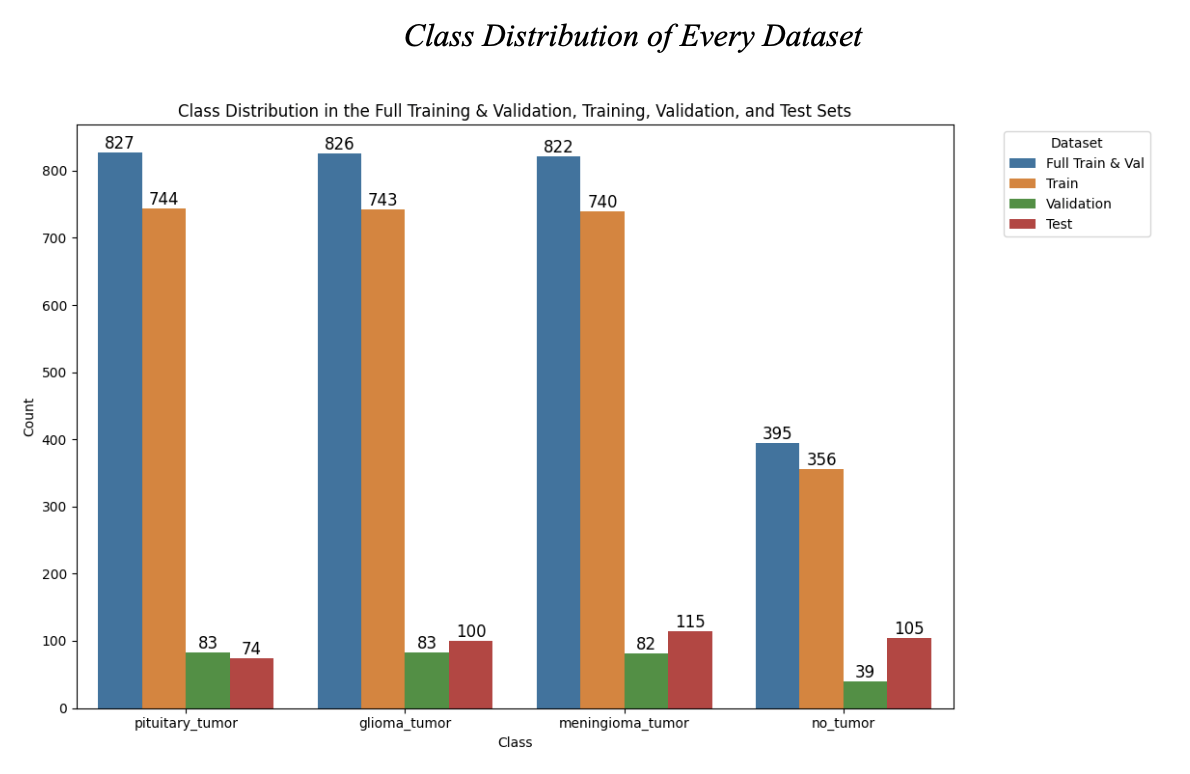 Class Distribution of Every Dataset
Class Distribution in the Full Training & Validation, Training, Validation, and Test Sets
Dataset
Full Train & Val
Train
Validation
Test
Count
800
700
600
500
400
300
200
100
0
827
744
83
74
826
743
83
100
822
740
82
115
395
356
39
105
pituitary_tumor
glioma_tumor
meningioma_tumor
no_tumor
Class